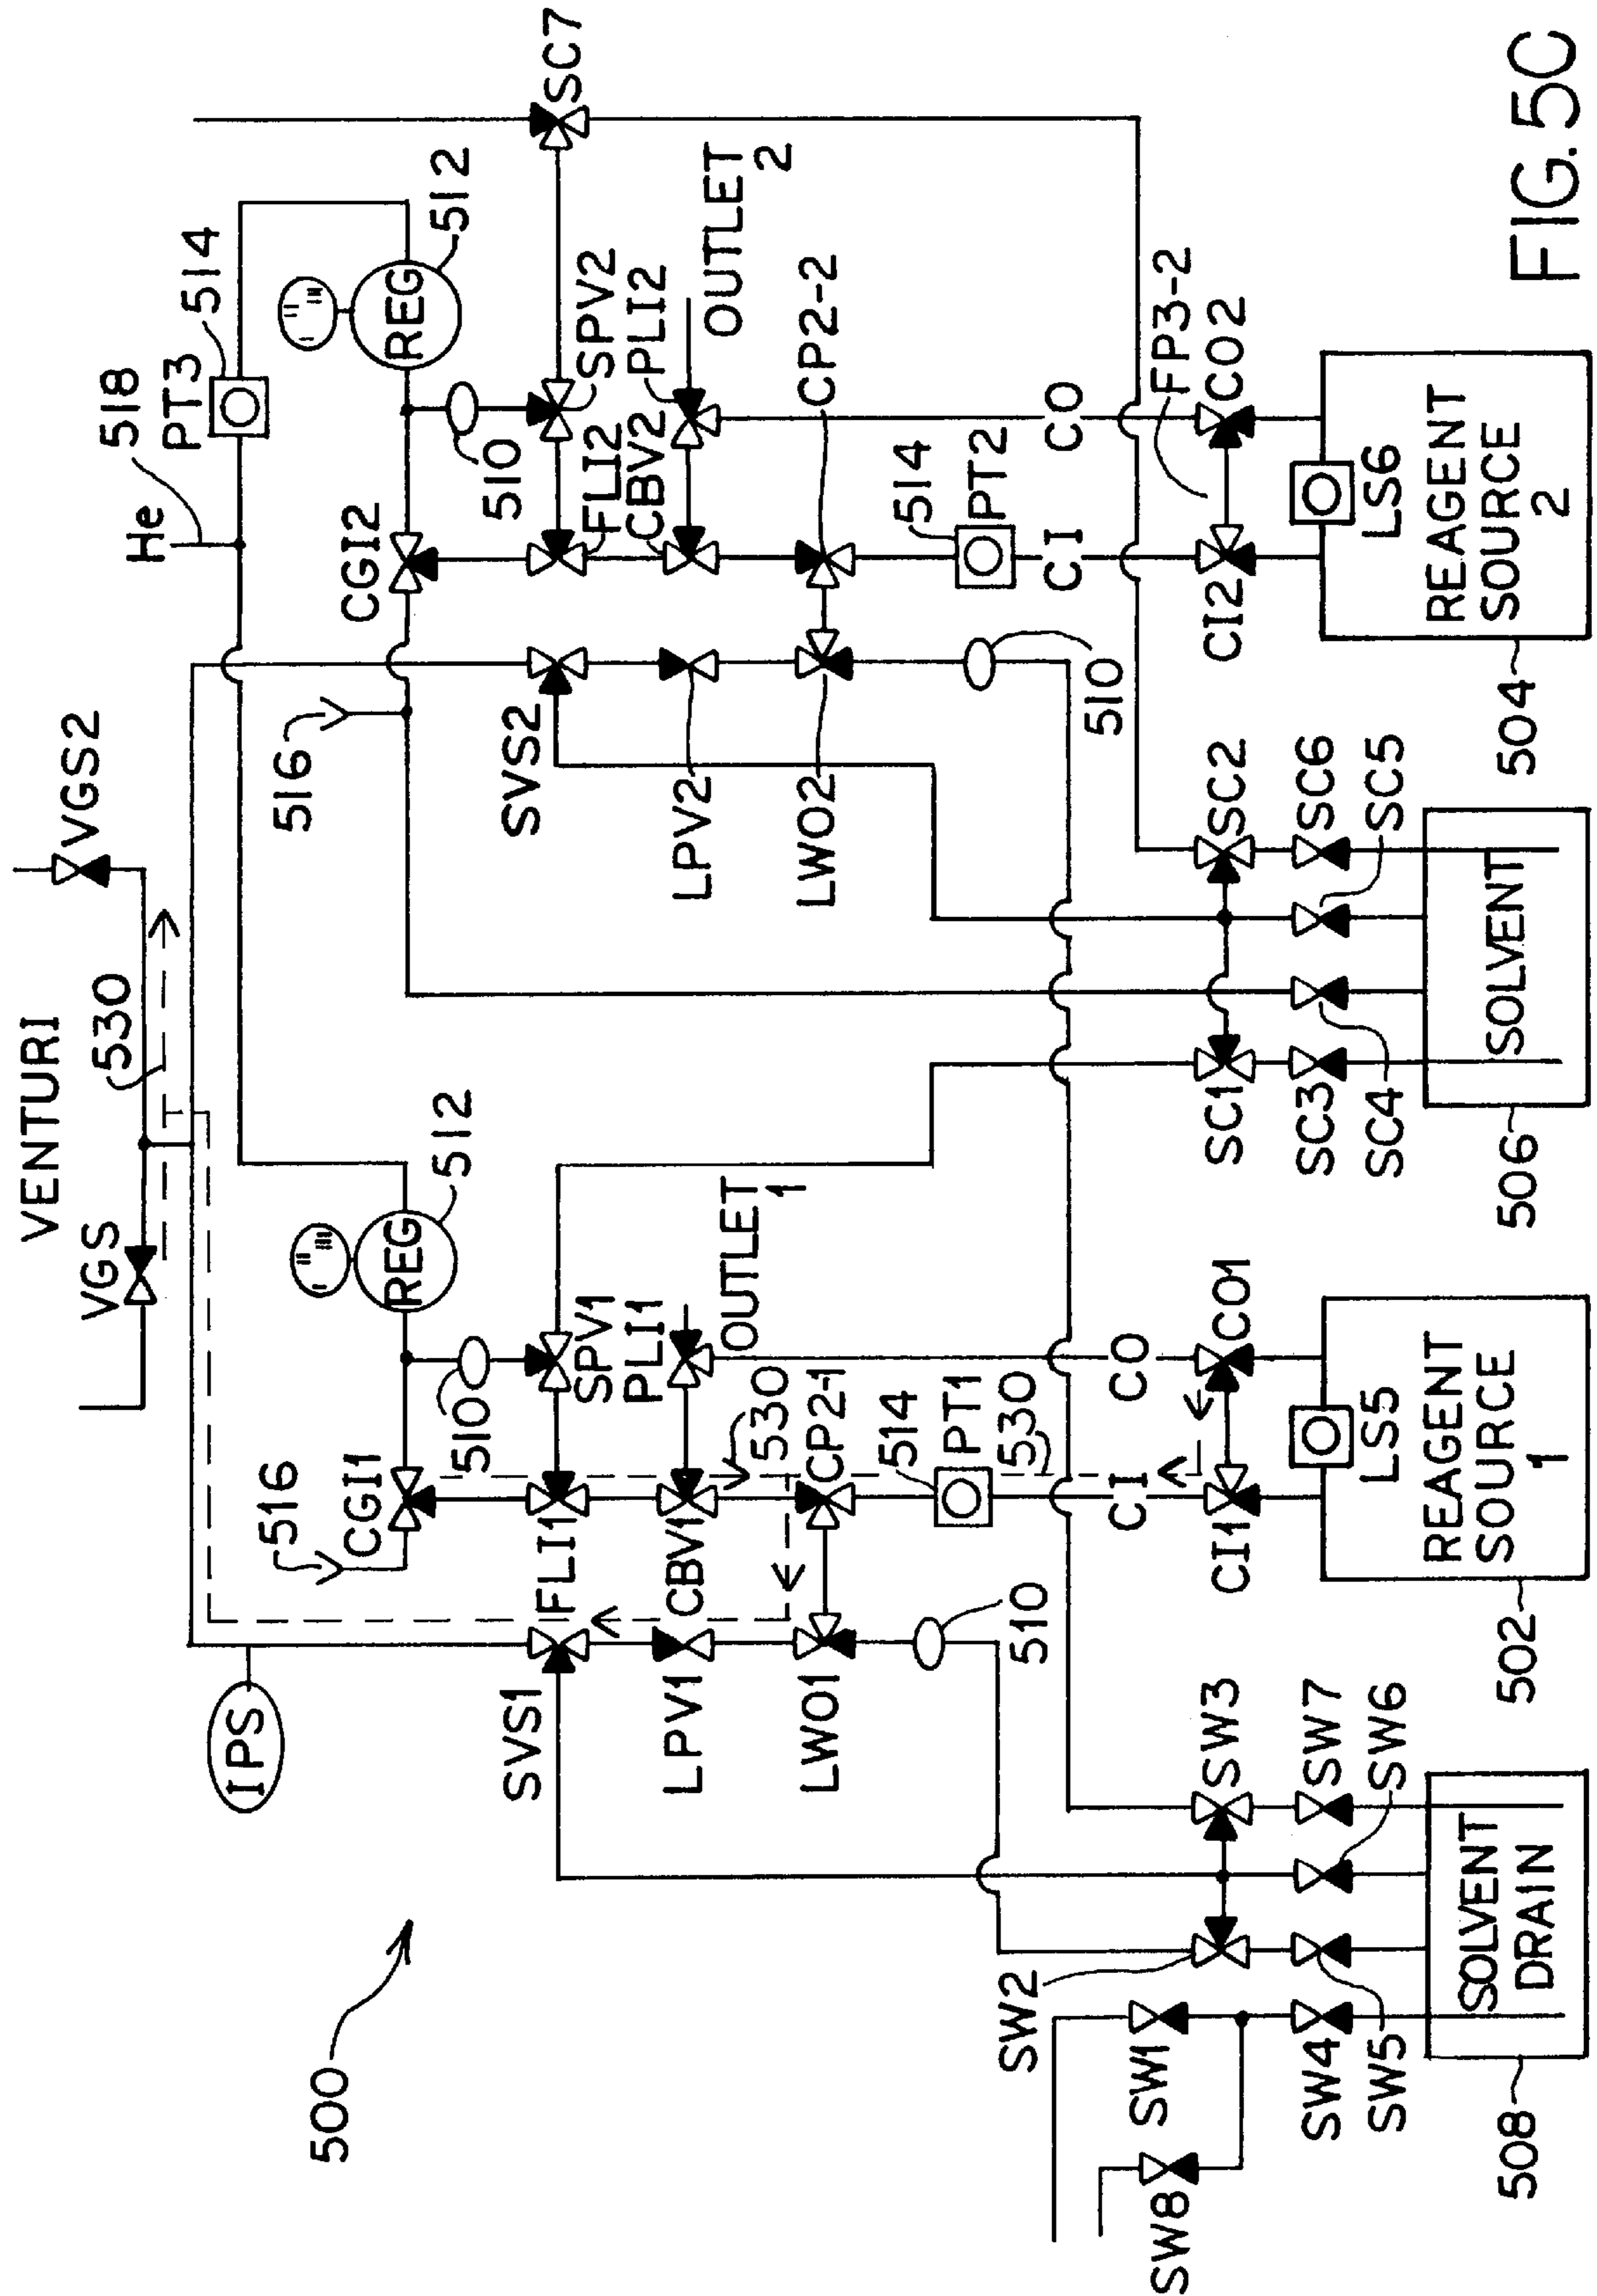 VENTURI
VGS
VGS2
530
He
518
PT3
514
IPS
516
CGI1
REG
512
500
516
CGI2
REG
512
510
510
SVS1
FLI1
SPV1
SVS2
FLI2
SPV2
SC7
LPV1
CBV1
PLI1
OUTLET
1
LPV2
CBV2
PLI2
OUTLET
2
530
LWO1
CP2-1
LWO2
CP2-2
514
PT1
530
514
PT2
510
510
SW2
CI
CO
CI
CO
SW1
SW8
SW3
CI1
CO1
SC1
SC2
CI2
FP3-2
CO2
SW4
SW5
SW7
SW6
LS5
SC3
SC4
SC6
SC5
LS6
SOLVENT
DRAIN
REAGENT
SOURCE
1
SOLVENT
REAGENT
SOURCE
2
508
502
506
504
FIG. 5C